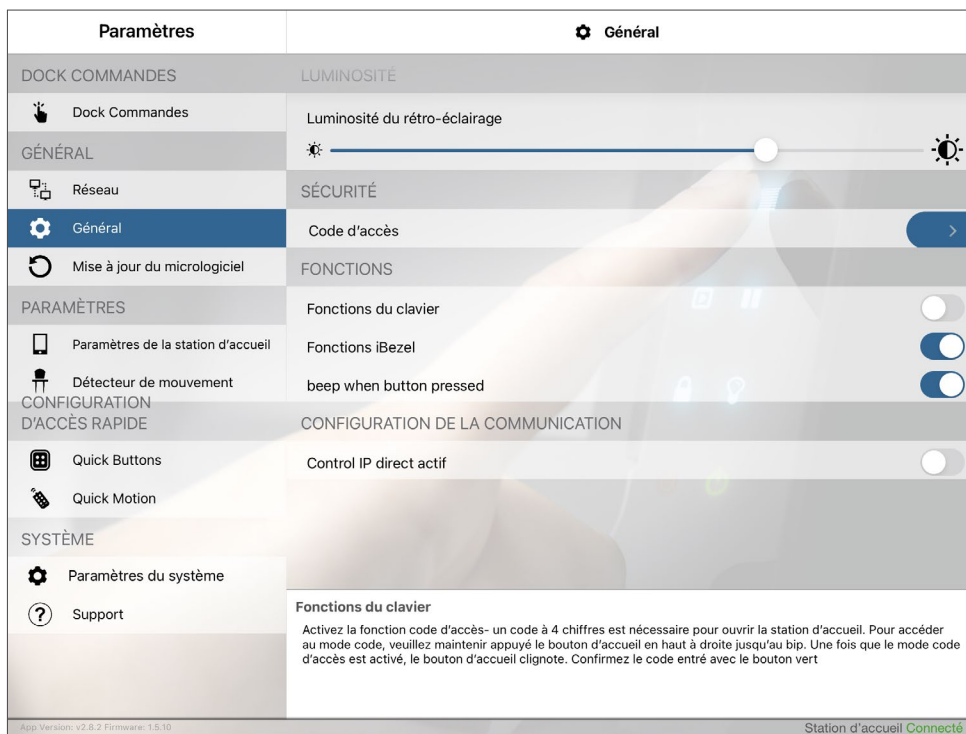 Paramètres
Général
DOCK COMMANDES
Dock Commandes
GÉNÉRAL
Réseau
Général
Mise à jour du micrologiciel
PARAMÈTRES
Paramètres de la station d'accueil
Détecteur de mouvement
CONFIGURATION
D'ACCÈS RAPIDE
Quick Buttons
Quick Motion
SYSTÈME
Paramètres du système
Support
LUMINOSITÉ
Luminosité du rétro-éclairage
SÉCURITÉ
Code d'accès
FONCTIONS
Fonctions du clavier
Fonctions iBezel
beep when button pressed
CONFIGURATION DE LA COMMUNICATION
Control IP direct actif
Fonctions du clavier
Activez la fonction code d'accès- un code à 4 chiffres est nécessaire pour ouvrir la station d'accueil. Pour accéder
au mode code, veuillez maintenir appuyé le bouton d'accueil en haut à droite jusqu'au bip. Une fois que le mode code
d'accès est activé, le bouton d'accueil clignote. Confirmez le code entré avec le bouton vert
App Version: v2.8.2 Firmware: 1.5.10
Station d'accueil Connecté